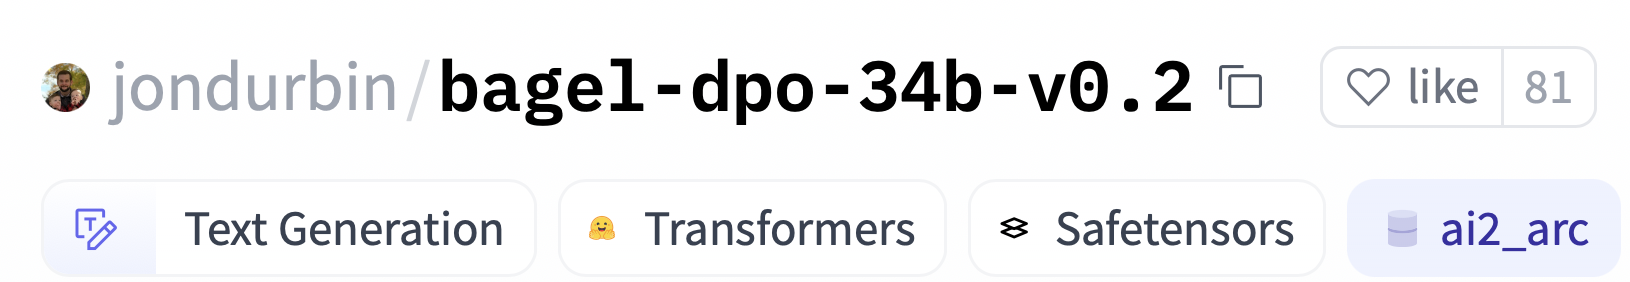 jondurbin/bagel-dpo-34b-v0.2 like 81
Text Generation Transformers Safetensors ai2_arc